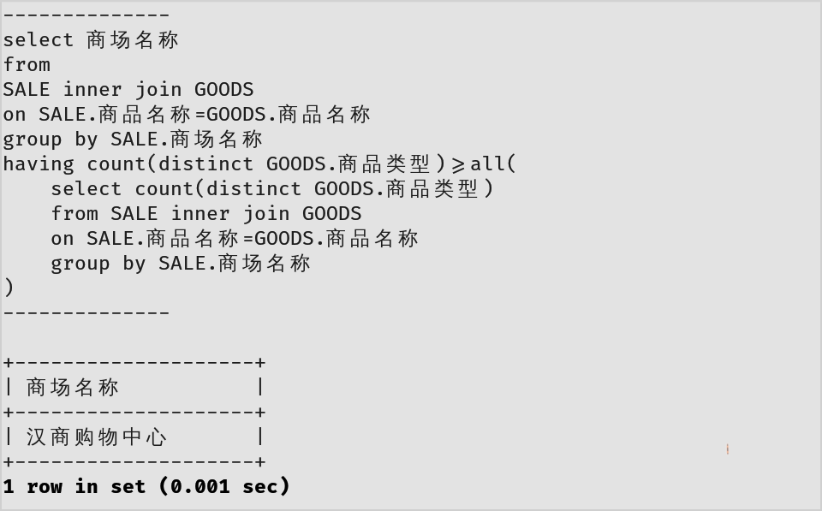 --------------
select 商场名称
from
SALE inner join GOODS
on SALE.商品名称=GOODS.商品名称
group by SALE.商场名称
having count(distinct GOODS.商品类型)⩾all(
    select count(distinct GOODS.商品类型)
    from SALE inner join GOODS
    on SALE.商品名称=GOODS.商品名称
    group by SALE.商场名称
)
--------------
+--------------------+
| 商场名称 |
+--------------------+
| 汉商购物中心 |
+--------------------+
1 row in set (0.001 sec)